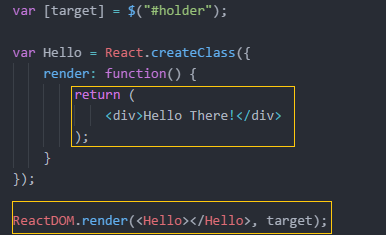 var [target] = $("#holder");
var Hello = React.createClass({
render: function() {
return (
<div>Hello There!</div>
);
}
});
ReactDOM.render(<Hello></Hello>, target);